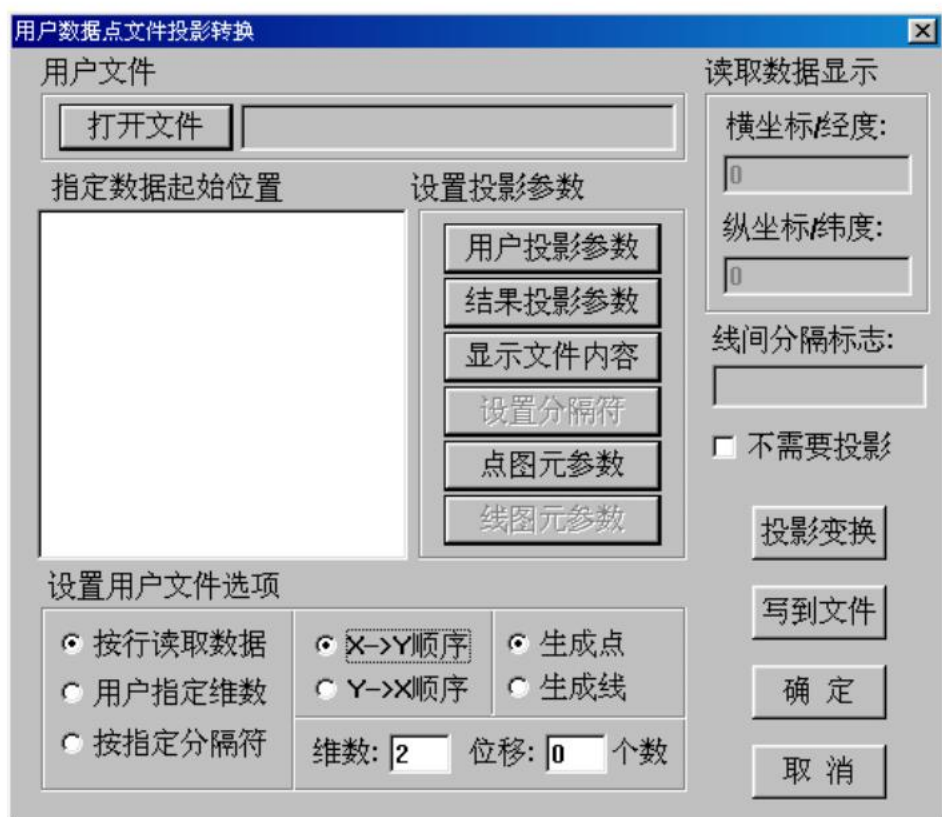 用户数据点文件投影转换
用户文件
打开文件
指定数据起始位置
设置投影参数
用户投影参数
结果投影参数
显示文件内容
设置分隔符
点图元参数
线图元参数
读取数据显示
横坐标/经度:
0
纵坐标/纬度:
0
线间分隔标志:
不需要投影
投影变换
写到文件
确 定
取 消
设置用户文件选项
按行读取数据
用户指定维数
按指定分隔符
X->Y顺序
Y->X顺序
生成点
生成线
维数: 2 位移: 0 个数